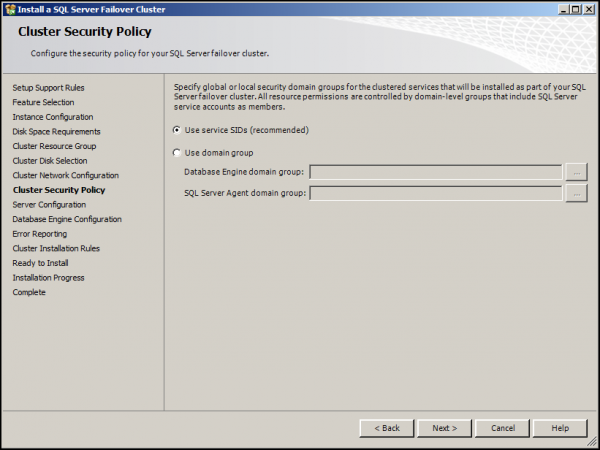 Install a SQL Server Failover Cluster
Cluster Security Policy
Configure the security policy for your SQL Server failover cluster.
Setup Support Rules
Feature Selection
Instance Configuration
Disk Space Requirements
Cluster Resource Group
Cluster Disk Selection
Cluster Network Configuration
Cluster Security Policy
Server Configuration
Database Engine Configuration
Error Reporting
Cluster Installation Rules
Ready to Install
Installation Progress
Complete
Specify global or local security domain groups for the clustered services that will be installed as part of your SQL
Server failover cluster. All resource permissions are controlled by domain-level groups that include SQL Server
service accounts as members.
Use service SIDs (recommended)
Use domain group
Database Engine domain group:
...
SQL Server Agent domain group:
...
< Back
Next >
Cancel
Help